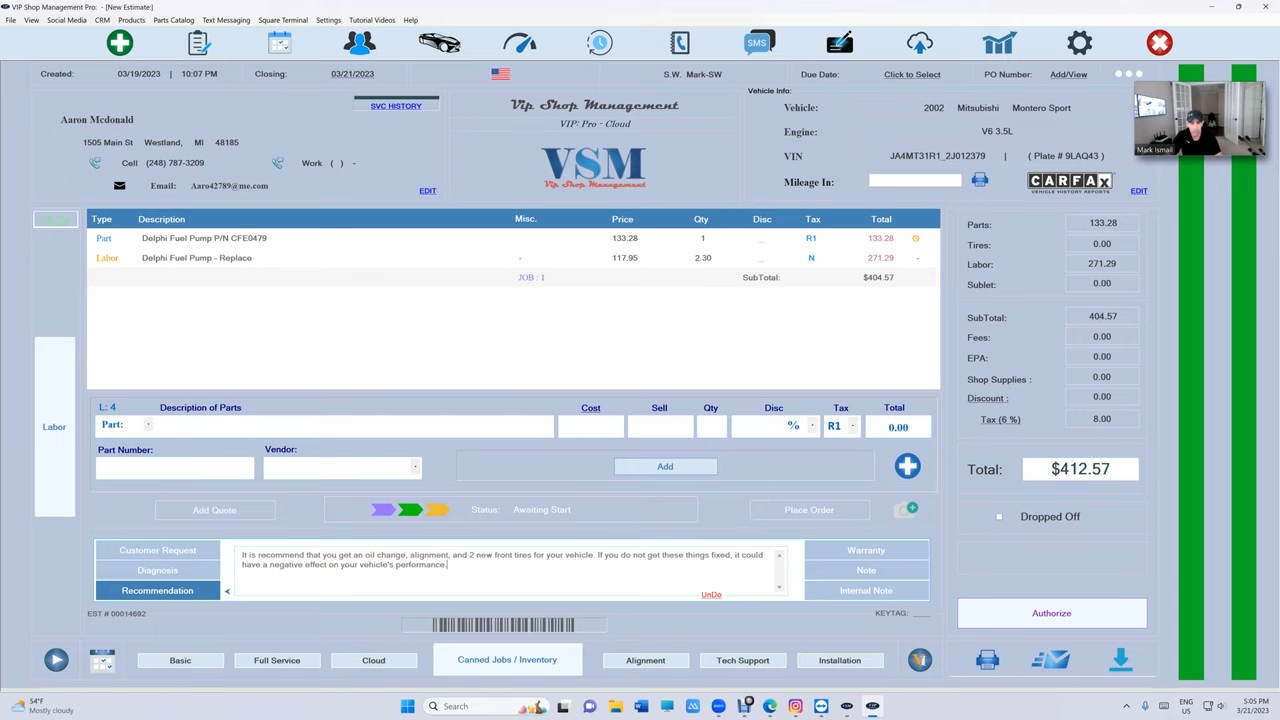 VIP Shop Management Pro: - [New Estimate:]
File View Social Media CRM Products Parts Catalog Text Messaging Square Terminal Settings Tutorial Videos Help
SMS
Created: 03/19/2023 | 10:07 PM Closing: 03/21/2023 S.W. Mark-SW Due Date: Click to Select PO Number: Add/View
SVC HISTORY
Aaron Mcdonald
1505 Main St Westland, MI 48185
Cell (248) 787-3209 Work ( ) -
Email: Aaro42789@me.com
EDIT
Vip Shop Management
VIP: Pro - Cloud
VSM
Vip Shop Management
Vehicle Info:
Vehicle: 2002 Mitsubishi Montero Sport
Engine: V6 3.5L
VIN JA4MT31R1_2J012379 | ( Plate # 9LAQ43 )
Mileage In:
CARFAX
VEHICLE HISTORY REPORTS
EDIT
Mark Ismail
Type Description Misc. Price Qty Disc Tax Total
Part Delphi Fuel Pump P/N CFE0479 133.28 1 _ R1 133.28
Labor Delphi Fuel Pump - Replace - 117.95 2.30 _ N 271.29 -
JOB : 1 SubTotal: $404.57
Labor
L: 4 Description of Parts Cost Sell Qty Disc Tax Total
Part: % R1 0.00
Part Number: Vendor:
Add
Add Quote Status: Awaiting Start Place Order
Customer Request
Diagnosis
Recommendation
It is recommend that you get an oil change, alignment, and 2 new front tires for your vehicle. If you do not get these things fixed, it could
have a negative effect on your vehicle's performance.
UnDo
Warranty
Note
Internal Note
EST # 00014692 KEYTAG: ____
Parts: 133.28
Tires: 0.00
Labor: 271.29
Sublet: 0.00
SubTotal: 404.57
Fees: 0.00
EPA: 0.00
Shop Supplies : 0.00
Discount : 0.00
Tax (6 %) 8.00
Total: $412.57
Dropped Off
Authorize
Basic Full Service Cloud Canned Jobs / Inventory Alignment Tech Support Installation
54°F
Mostly cloudy
Search
ENG
US
5:05 PM
3/21/2023